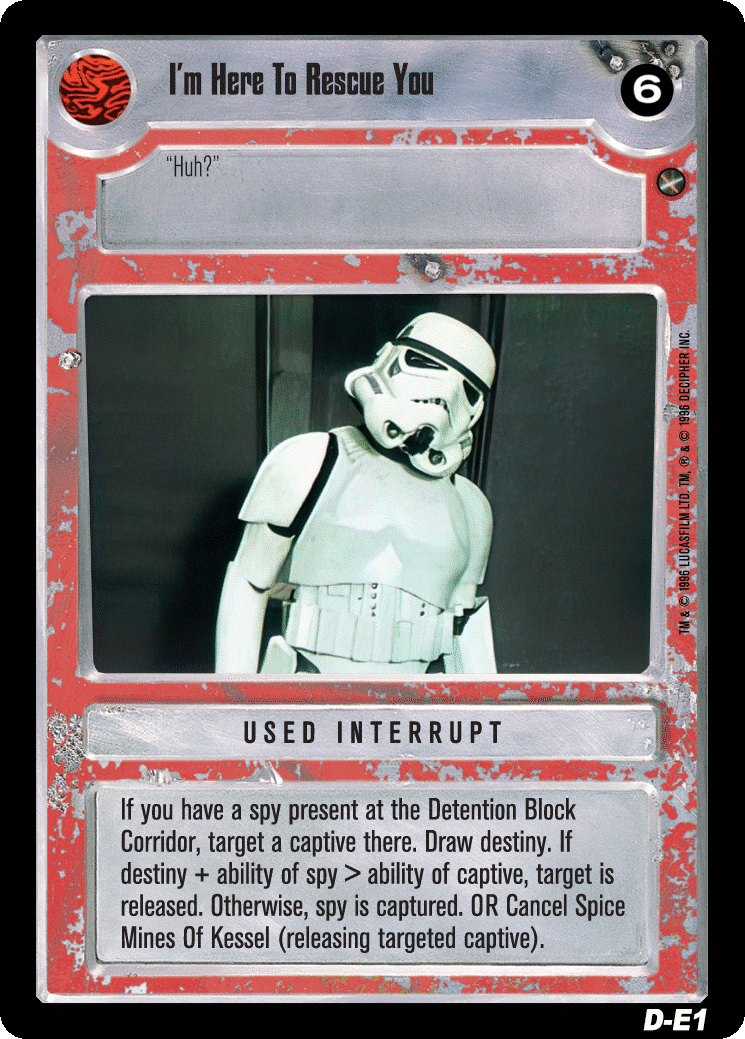 I'm Here To Rescue You
6
"Huh?"
TM & © 1996 LUCASFILM LTD. TM, ® & © 1996 DECIPHER INC.
USED INTERRUPT
If you have a spy present at the Detention Block
Corridor, target a captive there. Draw destiny. If
destiny + ability of spy > ability of captive, target is
released. Otherwise, spy is captured. OR Cancel Spice
Mines Of Kessel (releasing targeted captive).
D-E1